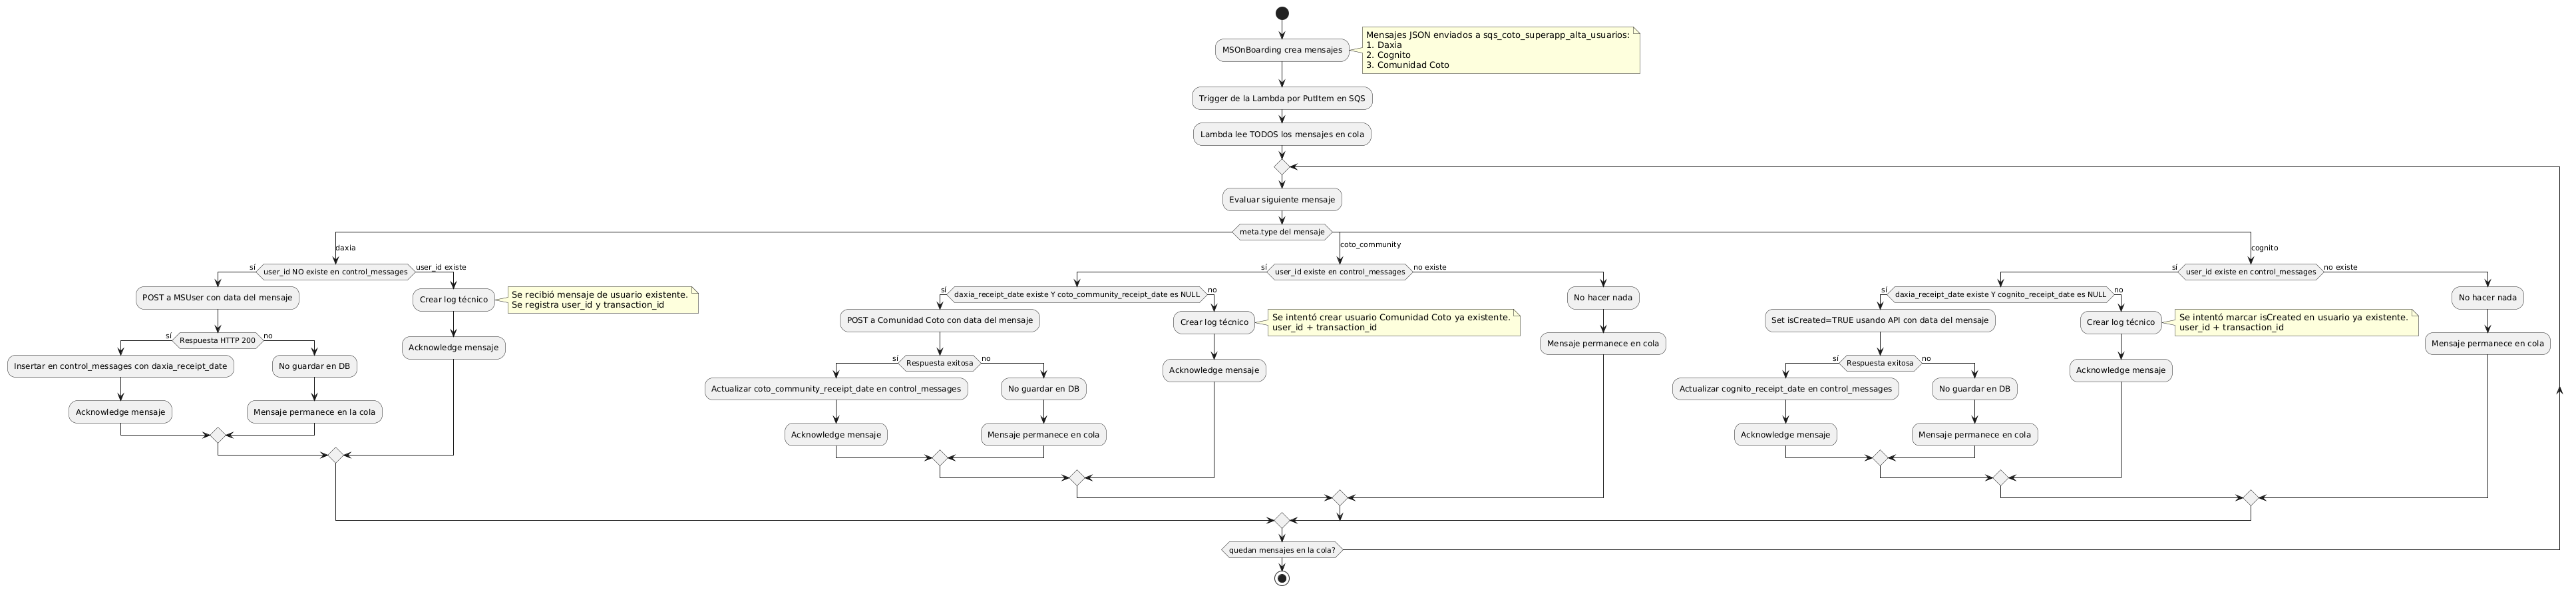 MSOnBoarding crea mensajes
Mensajes JSON enviados a sqs_coto_superapp_alta_usuarios:
1. Daxia
2. Cognito
3. Comunidad Coto
Trigger de la Lambda por PutItem en SQS
Lambda lee TODOS los mensajes en cola
Evaluar siguiente mensaje
meta.type del mensaje
daxia
user_id NO existe en control_messages
sí
user_id existe
POST a MSUser con data del mensaje
Respuesta HTTP 200
sí
no
Insertar en control_messages con daxia_receipt_date
Acknowledge mensaje
No guardar en DB
Mensaje permanece en la cola
Crear log técnico
Se recibió mensaje de usuario existente.
Se registra user_id y transaction_id
Acknowledge mensaje
coto_community
user_id existe en control_messages
sí
no existe
daxia_receipt_date existe Y coto_community_receipt_date es NULL
sí
no
POST a Comunidad Coto con data del mensaje
Respuesta exitosa
sí
no
Actualizar coto_community_receipt_date en control_messages
Acknowledge mensaje
No guardar en DB
Mensaje permanece en cola
Crear log técnico
Se intentó crear usuario Comunidad Coto ya existente.
user_id + transaction_id
Acknowledge mensaje
No hacer nada
Mensaje permanece en cola
cognito
user_id existe en control_messages
sí
no existe
daxia_receipt_date existe Y cognito_receipt_date es NULL
sí
no
Set isCreated=TRUE usando API con data del mensaje
Respuesta exitosa
sí
no
Actualizar cognito_receipt_date en control_messages
Acknowledge mensaje
No guardar en DB
Mensaje permanece en cola
Crear log técnico
Se intentó marcar isCreated en usuario ya existente.
user_id + transaction_id
Acknowledge mensaje
No hacer nada
Mensaje permanece en cola
quedan mensajes en la cola?